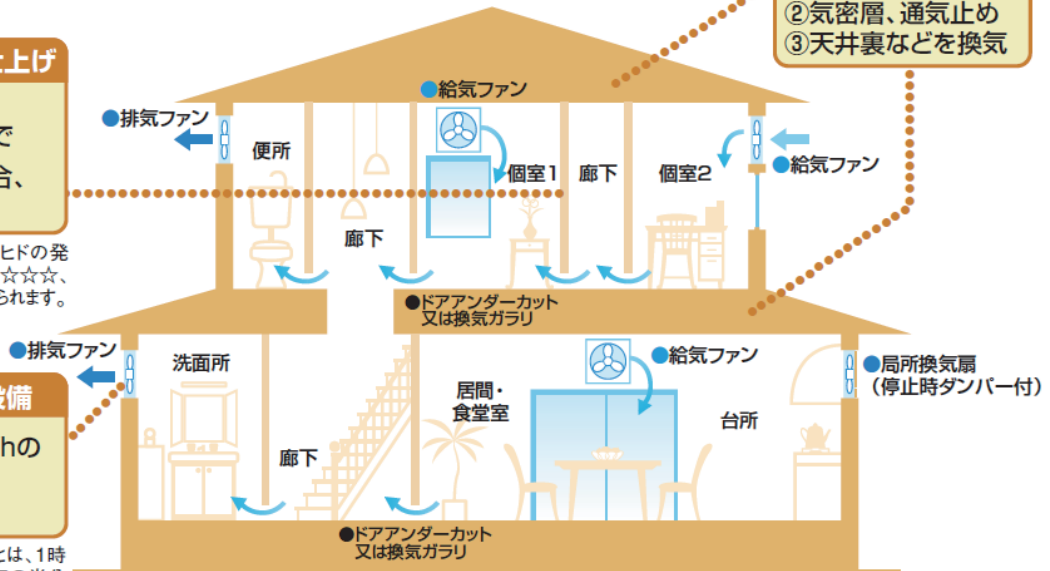 ②気密層、通気止め
③天井裏などを換気
上げ
で
合、
ヒドの発
☆☆☆、
られます。
●給気ファン
●排気ファン
便所
個室1
廊下
個室2
●給気ファン
廊下
●ドアアンダーカット
又は換気ガラリ
●排気ファン
洗面所
●給気ファン
●局所換気扇
(停止時ダンパー付)
備
hの
居間・
食堂室
台所
廊下
●ドアアンダーカット
又は換気ガラリ
とは、1時